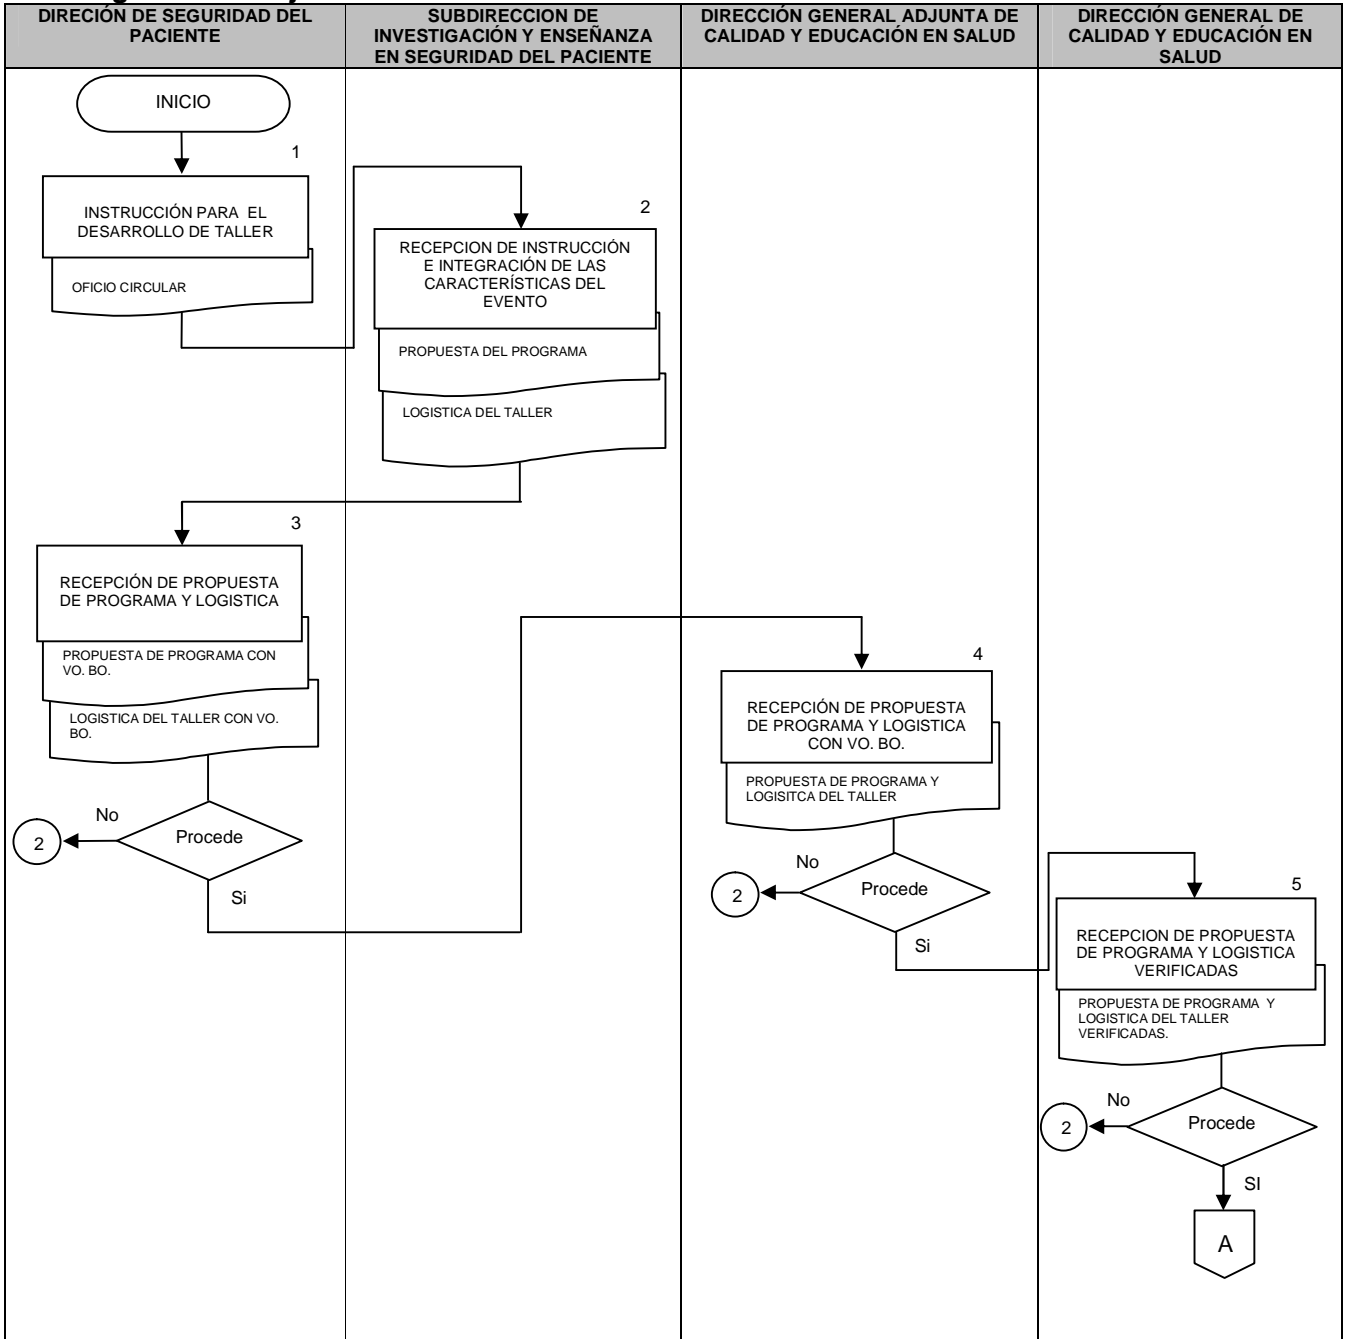 DIRECIÓN DE SEGURIDAD DEL
PACIENTE
SUBDIRECCION DE
INVESTIGACIÓN Y ENSEÑANZA
EN SEGURIDAD DEL PACIENTE
DIRECCIÓN GENERAL ADJUNTA DE
CALIDAD Y EDUCACIÓN EN SALUD
DIRECCIÓN GENERAL DE
CALIDAD Y EDUCACIÓN EN
SALUD
INICIO
1
INSTRUCCIÓN PARA EL
DESARROLLO DE TALLER
OFICIO CIRCULAR
2
RECEPCION DE INSTRUCCIÓN
E INTEGRACIÓN DE LAS
CARACTERÍSTICAS DEL
EVENTO
PROPUESTA DEL PROGRAMA
LOGISTICA DEL TALLER
3
RECEPCIÓN DE PROPUESTA
DE PROGRAMA Y LOGISTICA
PROPUESTA DE PROGRAMA CON
VO. BO.
LOGISTICA DEL TALLER CON VO.
BO.
No
Procede
2
Si
4
RECEPCIÓN DE PROPUESTA
DE PROGRAMA Y LOGISTICA
CON VO. BO.
PROPUESTA DE PROGRAMA Y
LOGISITCA DEL TALLER
No
Procede
2
Si
5
RECEPCION DE PROPUESTA
DE PROGRAMA Y LOGISTICA
VERIFICADAS
PROPUESTA DE PROGRAMA Y
LOGISTICA DEL TALLER
VERIFICADAS.
No
Procede
2
SI
A